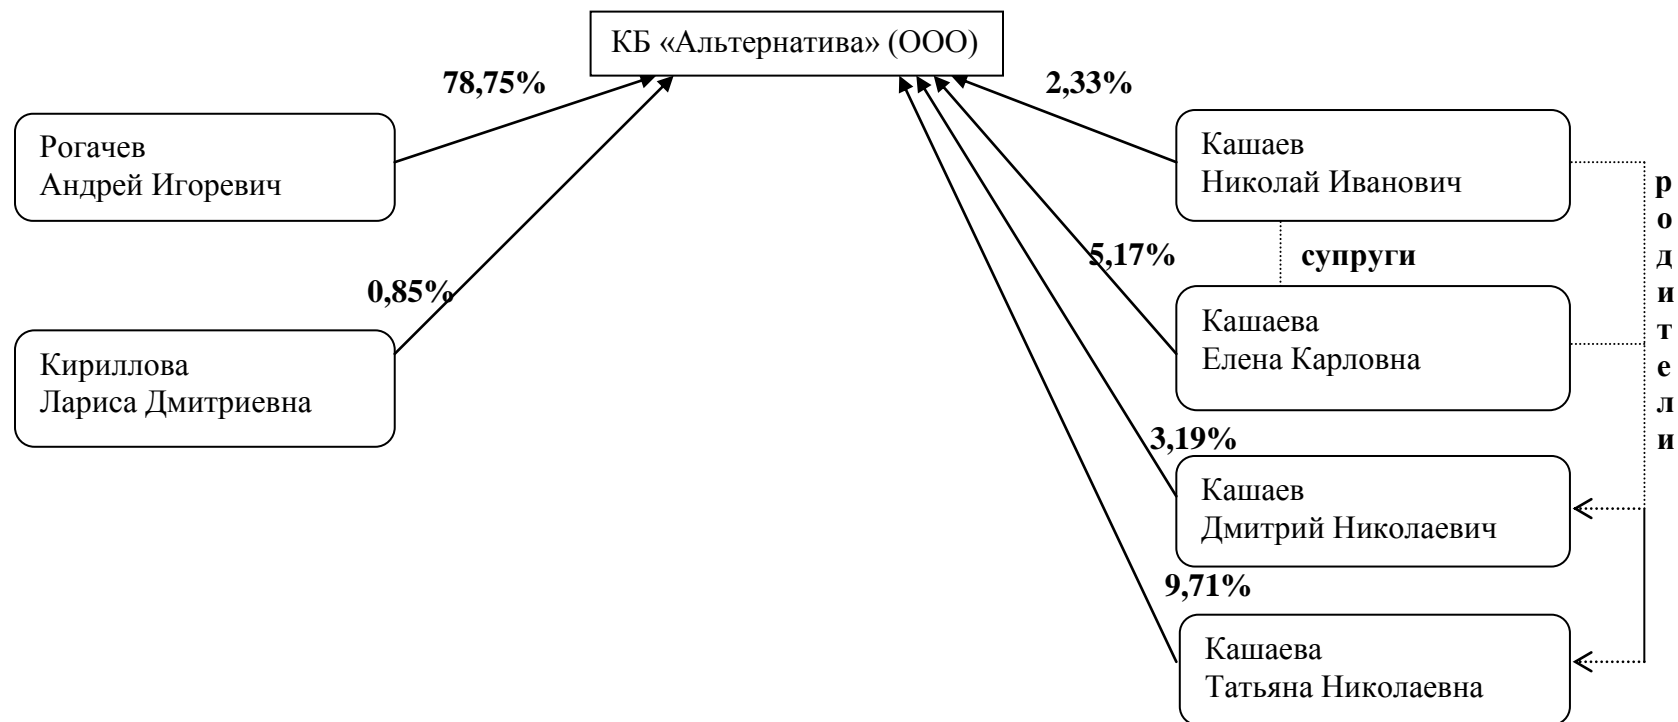 КБ «Альтернатива» (ООО)
78,75%
2,33%
Рогачев
Андрей Игоревич
Кашаев
Николай Иванович
родители
5,17%
супруги
0,85%
Кашаева
Елена Карловна
Кириллова
Лариса Дмитриевна
3,19%
Кашаев
Дмитрий Николаевич
9,71%
Кашаева
Татьяна Николаевна